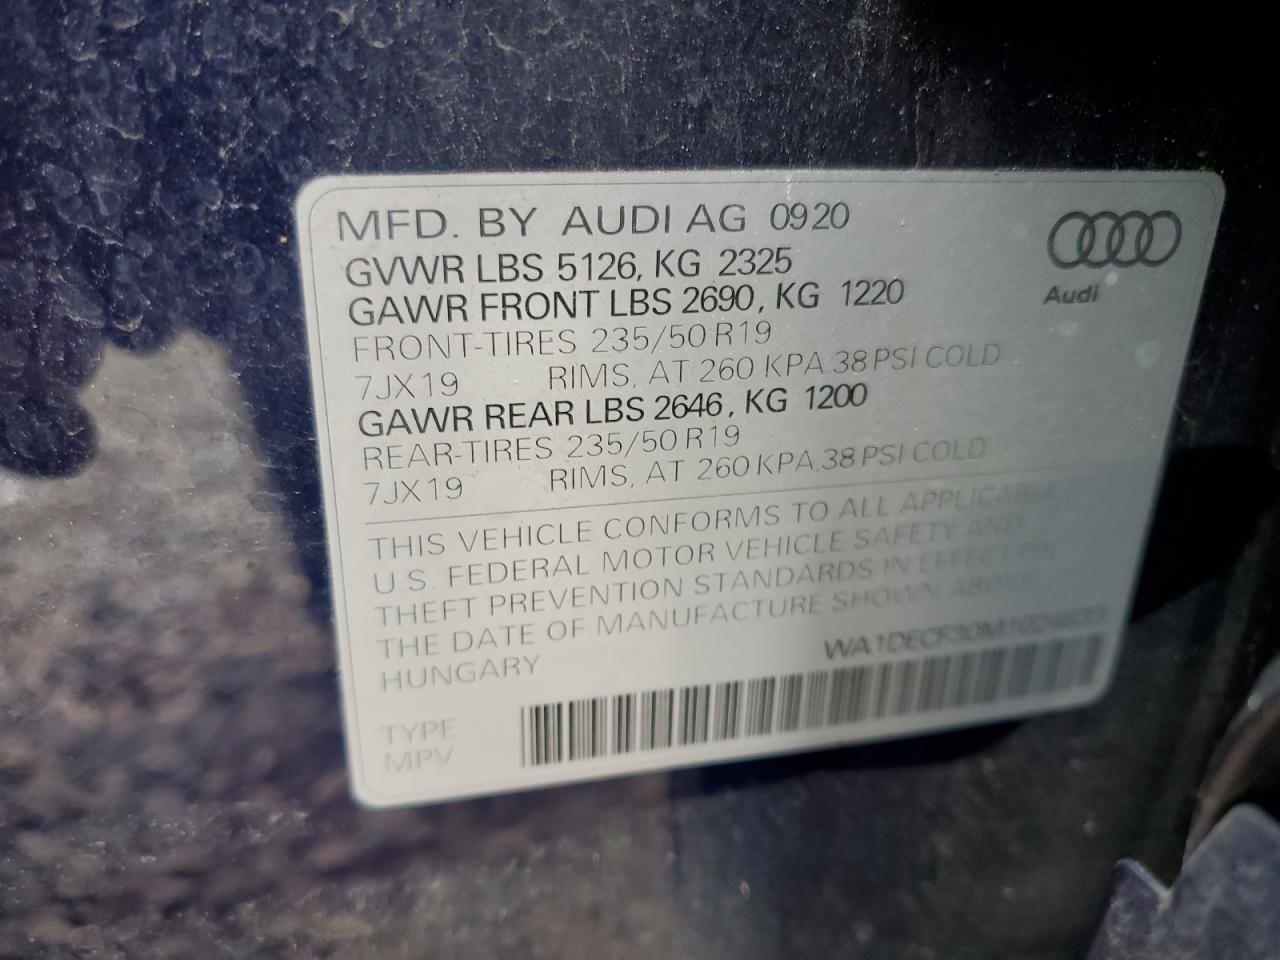 MFD. BY AUDI AG 0920
GVWR LBS 5126, KG 2325
GAWR FRONT LBS 2690, KG 1220
FRONT-TIRES 235/50 R19
7JX19 RIMS, AT 260 KPA 38 PSI COLD
GAWR REAR LBS 2646, KG 1200
REAR-TIRES 235/50 R19
7JX19 RIMS, AT 260 KPA 38 PSI COLD
THIS VEHICLE CONFORMS TO ALL APPLICABLE
U.S. FEDERAL MOTOR VEHICLE SAFETY AND
THEFT PREVENTION STANDARDS IN EFFECT ON
THE DATE OF MANUFACTURE SHOWN ABOVE.
HUNGARY
TYPE
MPV
Audi